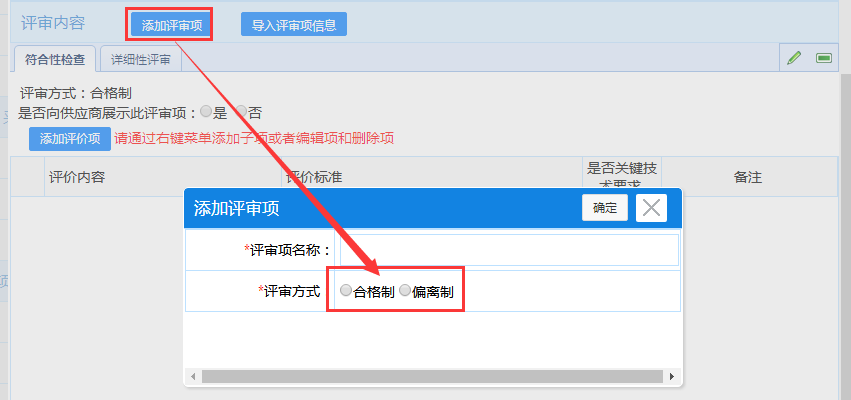 评审内容 添加评审项 导入评审项信息
符合性检查 详细性评审
评审方式：合格制
是否向供应商展示此评审项：是 否
添加评价项 请通过右键菜单添加子项或者编辑项和删除项
评价内容 评价标准 是否关键技术要求 备注
添加评审项 确定
*评审项名称：
*评审方式 合格制 偏离制